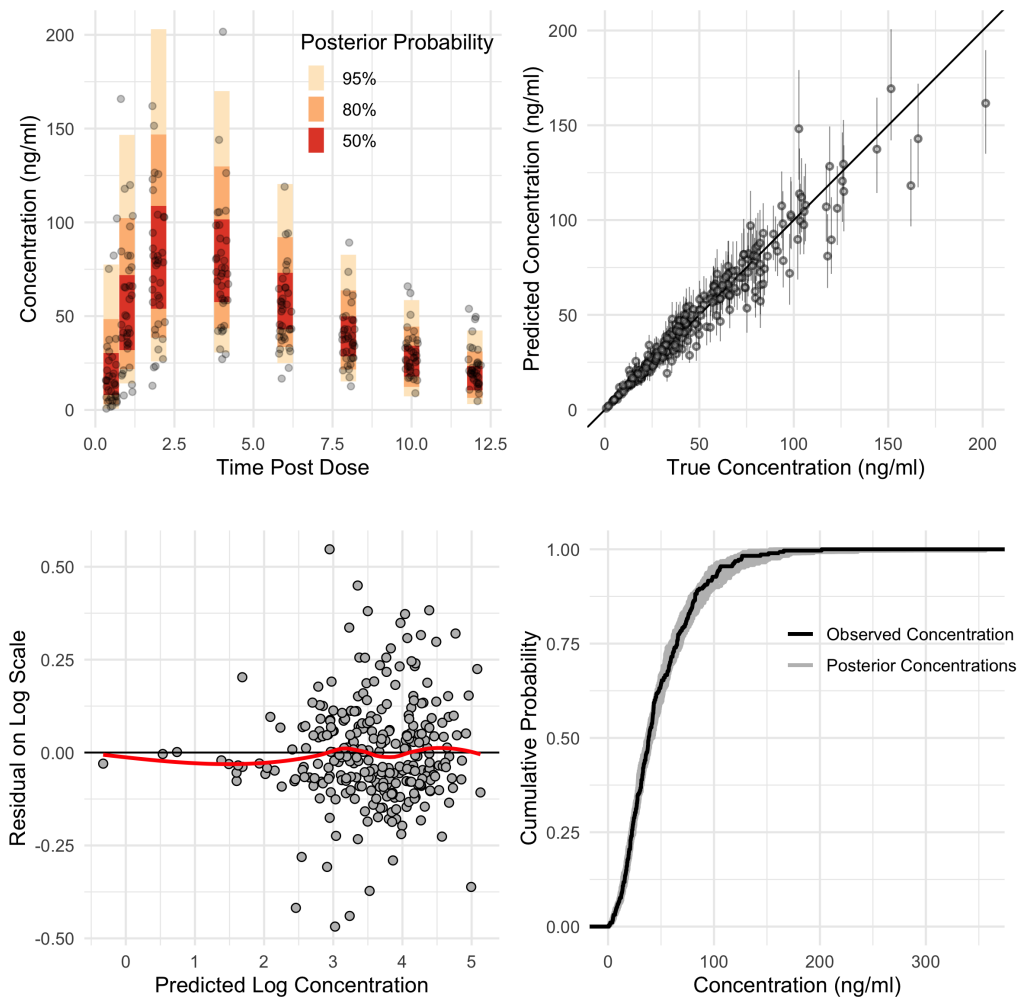 Posterior Probability
95%
80%
50%
200
150
100
50
0
Concentration (ng/ml)
0.0 2.5 5.0 7.5 10.0 12.5
Time Post Dose
200
150
100
50
0
Predicted Concentration (ng/ml)
0 50 100 150 200
True Concentration (ng/ml)
0.50
0.25
0.00
-0.25
-0.50
Residual on Log Scale
0 1 2 3 4 5
Predicted Log Concentration
1.00
0.75
0.50
0.25
0.00
Cumulative Probability
Observed Concentration
Posterior Concentrations
0 100 200 300
Concentration (ng/ml)